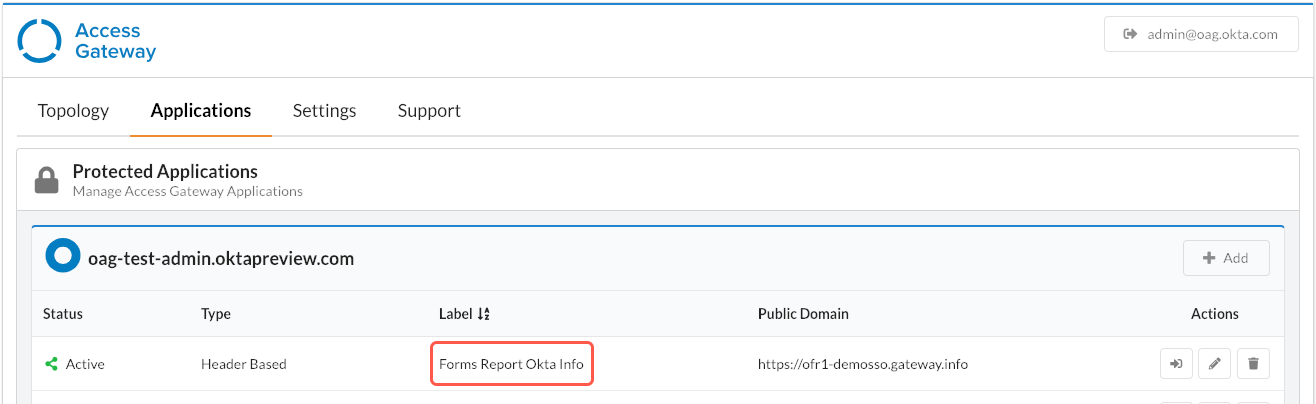 Access
Gateway
admin@oag.okta.com
Topology Applications Settings Support
Protected Applications
Manage Access Gateway Applications
oag-test-admin.oktapreview.com
Add
Status Type Label Public Domain Actions
Active Header Based Forms Report Okta Info https://ofr1-demosso.gateway.info